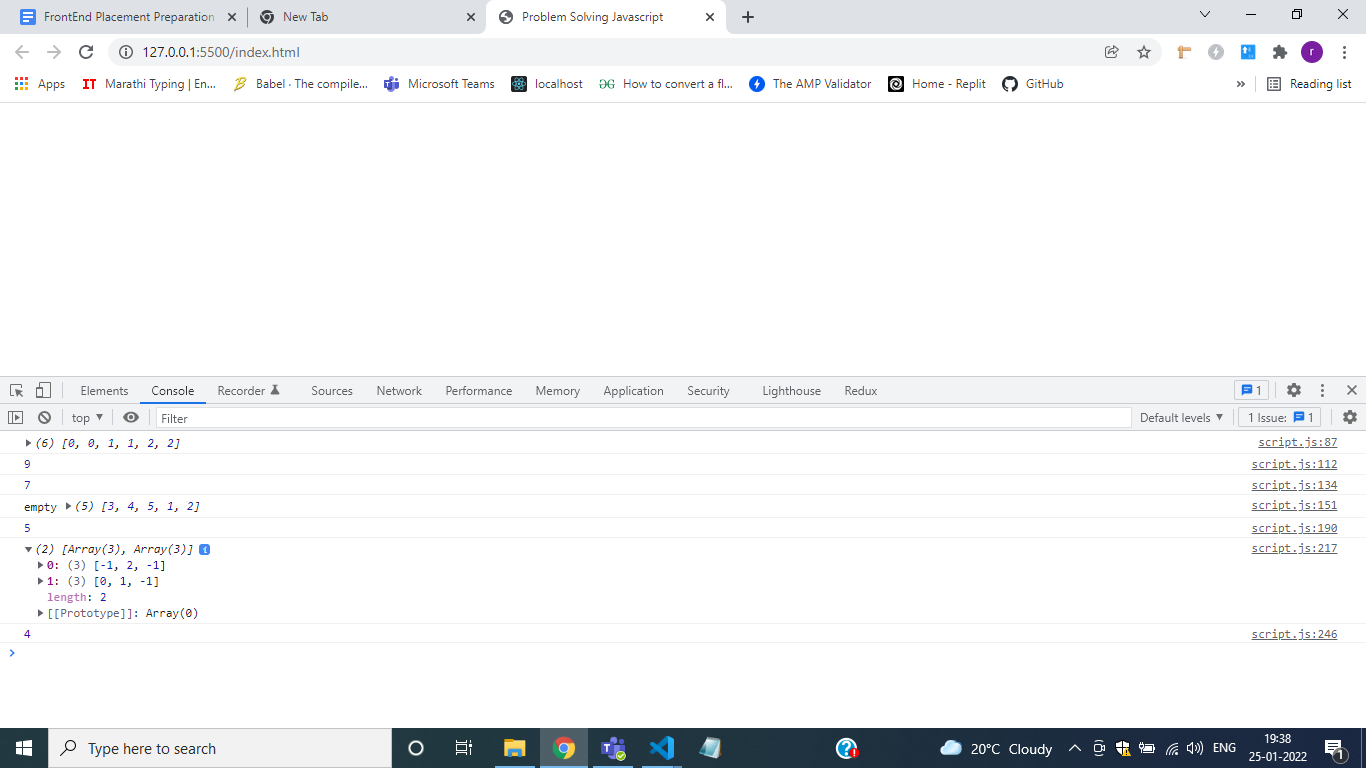 FrontEnd Placement Preparation
New Tab
Problem Solving Javascript
127.0.0.1:5500/index.html
r
Apps
IT Marathi Typing | En...
Babel · The compile...
Microsoft Teams
localhost
How to convert a fl...
The AMP Validator
Home - Replit
GitHub
»
Reading list
Elements Console Recorder Sources Network Performance Memory Application Security Lighthouse Redux 1
top ▼ Filter Default levels ▼ 1 Issue: 1
(6) [0, 0, 1, 1, 2, 2] script.js:87
9 script.js:112
7 script.js:134
empty (5) [3, 4, 5, 1, 2] script.js:151
5 script.js:190
(2) [Array(3), Array(3)] i script.js:217
0: (3) [-1, 2, -1]
1: (3) [0, 1, -1]
length: 2
[[Prototype]]: Array(0)
4 script.js:246
>
Type here to search
20°C Cloudy
ENG
19:38
25-01-2022
1